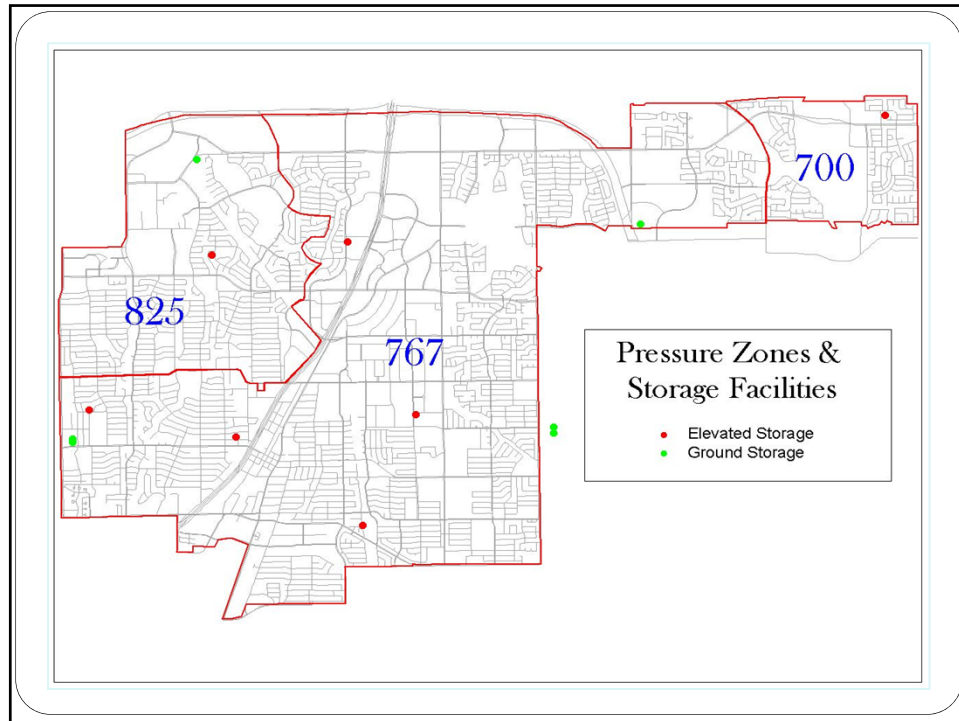 700
825
767
Pressure Zones &
Storage Facilities
Elevated Storage
Ground Storage